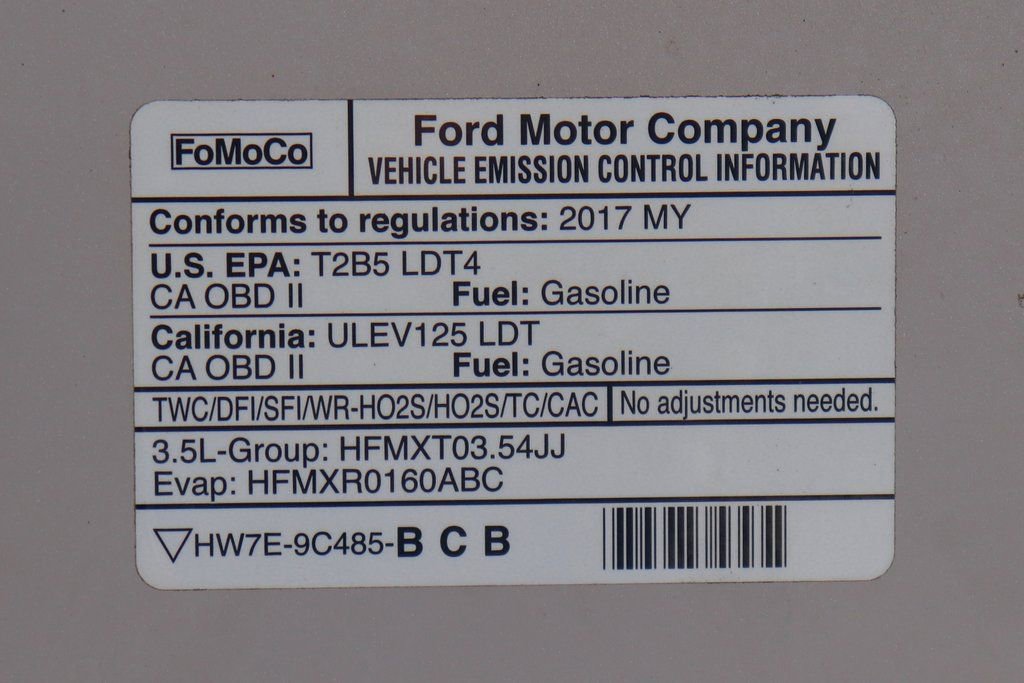 FoMoCo
Ford Motor Company
VEHICLE EMISSION CONTROL INFORMATION
Conforms to regulations: 2017 MY
U.S. EPA: T2B5 LDT4
CA OBD II Fuel: Gasoline
California: ULEV125 LDT
CA OBD II Fuel: Gasoline
TWC/DFI/SFI/WR-HO2S/HO2S/TC/CAC No adjustments needed.
3.5L-Group: HFMXT03.54JJ
Evap: HFMXR0160ABC
HW7E-9C485-B C B